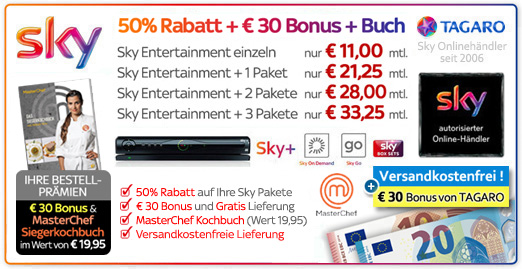 sky
50% Rabatt + € 30 Bonus + Buch
TAGARO
Sky Onlinehändler
seit 2006
Sky Entertainment einzeln nur € 11,00 mtl.
Sky Entertainment + 1 Paket nur € 21,25 mtl.
Sky Entertainment + 2 Pakete nur € 28,00 mtl.
Sky Entertainment + 3 Pakete nur € 33,25 mtl.
sky
autorisierter
Online-Händler
MasterChef
Sky+
Sky On Demand
go
Sky Go
sky
BOX SETS
IHRE BESTELL-
PRÄMIEN
€ 30 Bonus &
MasterChef
Siegerkochbuch
im Wert von € 19,95
50% Rabatt auf Ihre Sky Pakete
€ 30 Bonus und Gratis Lieferung
MasterChef Kochbuch (Wert 19,95)
Versandkostenfreie Lieferung
MasterChef
+
Versandkostenfrei !
€ 30 Bonus von TAGARO
10
20